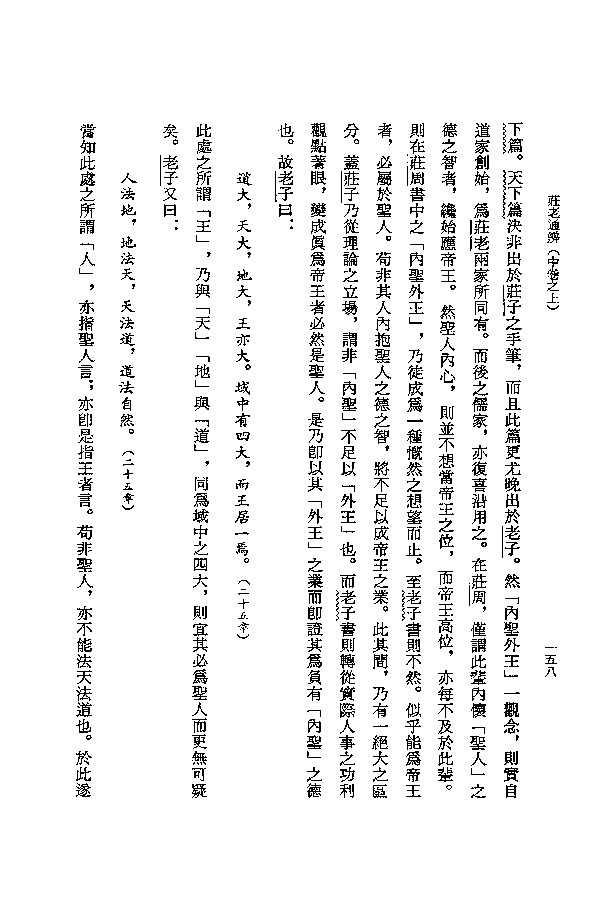 莊老通辨（中卷之上）
一五八
下篇。天下篇決非出於莊子之手筆，而且此篇更尤晚出於老子。然「內聖外王」一觀念，則實自
道家創始，爲莊老兩家所同有。而後之儒家，亦復喜沿用之。在莊周，僅謂此輩內懷「聖人」之
德之智者，纔始應帝王。然聖人內心，則並不想當帝王之位，而帝王高位，亦每不及於此輩。
則在莊周書中之「內聖外王」，乃徒成爲一種慨然之想望而止。至老子書則不然。似乎能爲帝王
者，必屬於聖人。苟非其人內抱聖人之德之智，將不足以成帝王之業。此其間，乃有一絕大之區
分。蓋莊子乃從理論之立場，謂非「內聖」不足以「外王」也。而老子書則轉從實際人事之功利
觀點著眼，變成眞爲帝王者必然是聖人。是乃卽以其「外王」之業而卽證其爲負有「內聖」之德
也。故老子曰：
道大，天大，地大，王亦大。域中有四大，而王居一焉。（二十五章）
此處之所謂「王」，乃與「天」「地」與「道」，同爲域中之四大，則宜其必爲聖人而更無可疑
矣。老子又曰：
人法地，地法天，天法道，道法自然。（二十五章）
當知此處之所謂「人」，亦指聖人言；亦卽是指王者言。苟非聖人，亦不能法天法道也。於此遂